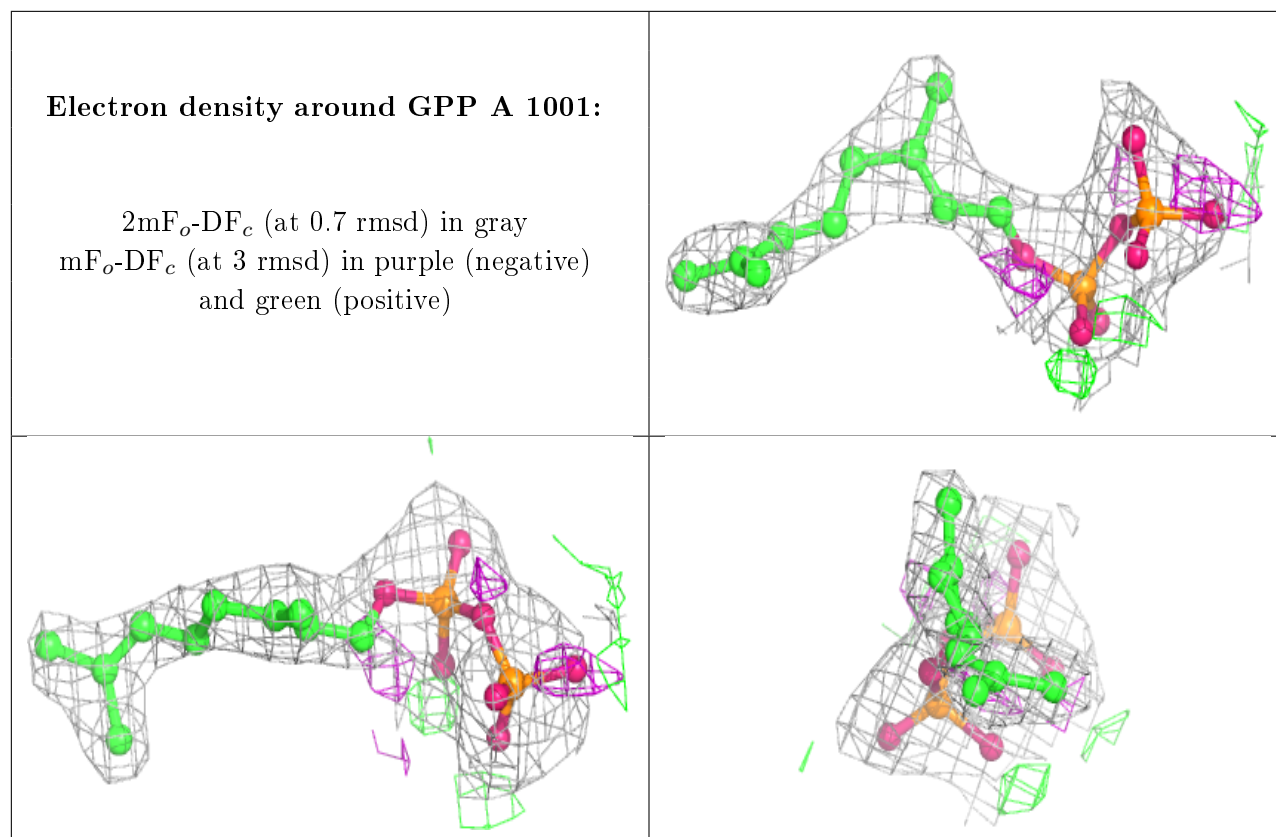 Electron density around GPP A 1001:
2mFo-DFc (at 0.7 rmsd) in gray
mFo-DFc (at 3 rmsd) in purple (negative)
and green (positive)